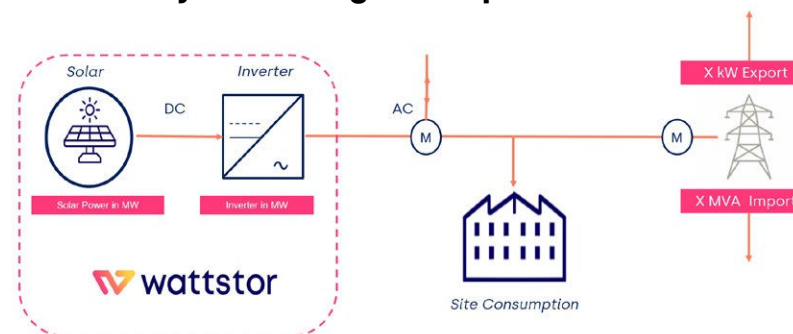 Solar
Inverter
X kW Export
DC
AC
M
M
Solar Power in MW
Inverter in MW
X MVA Import
wattstor
Site Consumption